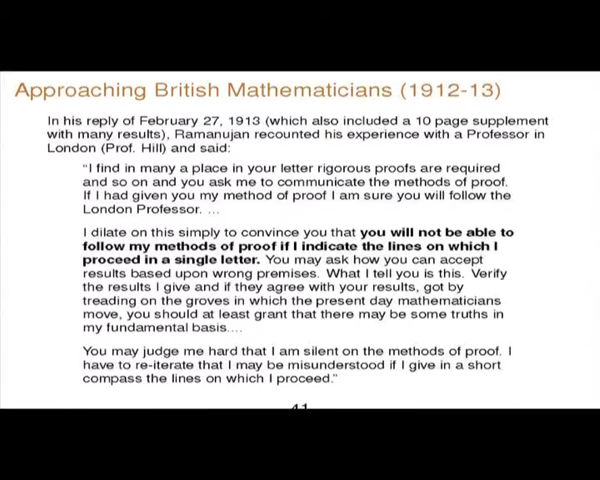 Approaching British Mathematicians (1912-13)
In his reply of February 27, 1913 (which also included a 10 page supplement
with many results), Ramanujan recounted his experience with a Professor in
London (Prof. Hill) and said:
"I find in many a place in your letter rigorous proofs are required
and so on and you ask me to communicate the methods of proof.
If I had given you my method of proof I am sure you will follow the
London Professor. ...
I dilate on this simply to convince you that you will not be able to
follow my methods of proof if I indicate the lines on which I
proceed in a single letter. You may ask how you can accept
results based upon wrong premises. What I tell you is this. Verify
the results I give and if they agree with your results, got by
treading on the groves in which the present day mathematicians
move, you should at least grant that there may be some truths in
my fundamental basis....
You may judge me hard that I am silent on the methods of proof. I
have to re-iterate that I may be misunderstood if I give in a short
compass the lines on which I proceed."